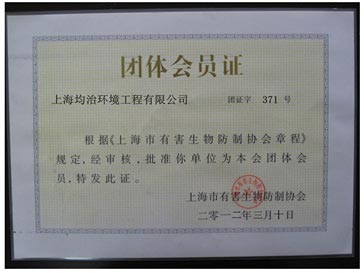 团体会员证
上海均治环境工程有限公司 团证字 371 号
根据《上海市有害生物防制协会章程》
规定，经审核，批准你单位为本会团体会
员，特发此证。
上海市有害生物防制协会
二零一二年三月十日